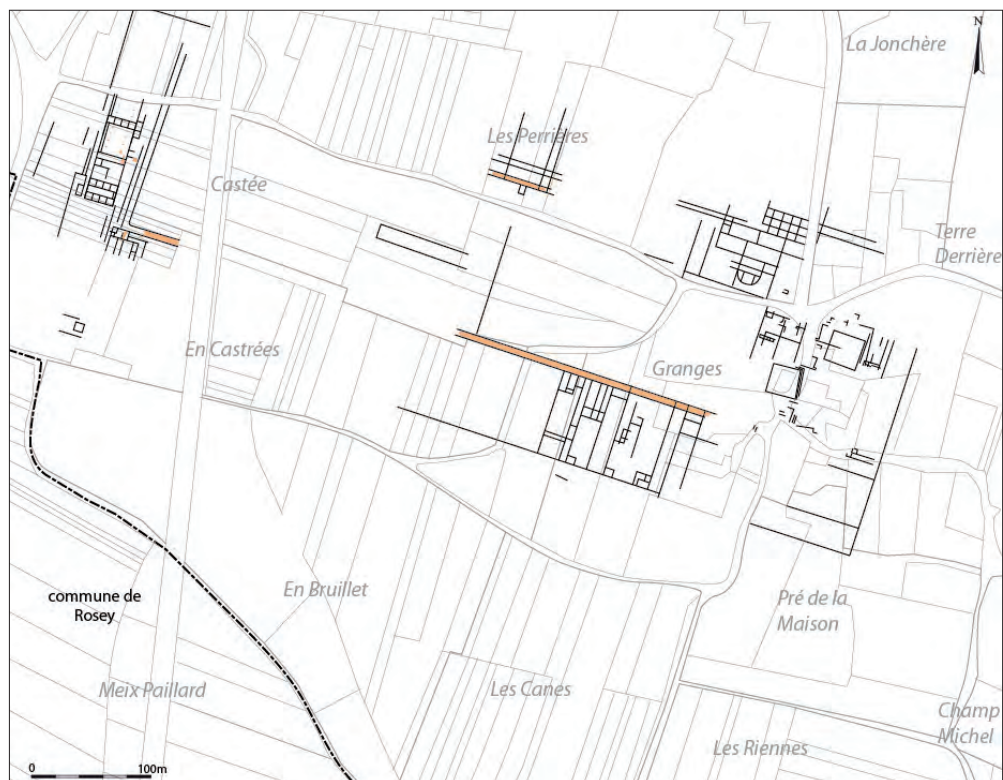 N
La Jonchère
Les Perrières
Castée
Terre
Derrière
En Castrées
Granges
En Bruillet
commune de
Rosey
Pré de la
Maison
Meix Paillard
Les Canes
Champ
Michel
Les Riennes
0
100m